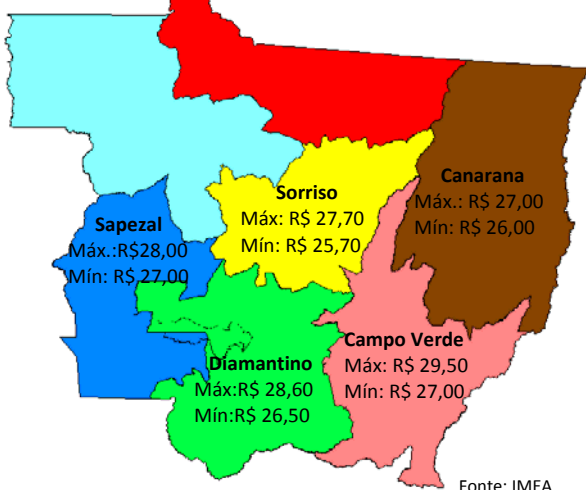 Canarana
Máx.: R$ 27,00
Mín: R$ 26,00
Sorriso
Máx: R$ 27,70
Mín: R$ 25,70
Sapezal
Máx.:R$28,00
Mín: R$ 27,00
Campo Verde
Máx: R$ 29,50
Mín: R$ 27,00
Diamantino
Máx:R$ 28,60
Mín:R$ 26,50
Fonte: IMEA